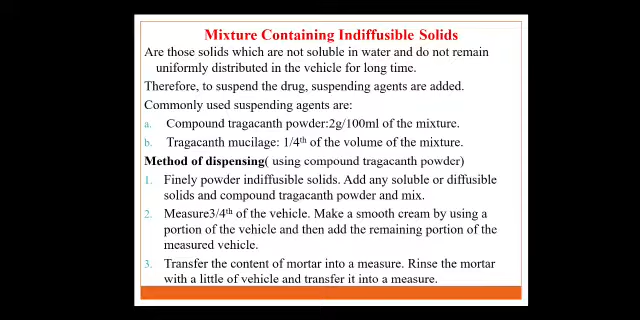 Mixture Containing Indiffusible Solids
Are those solids which are not soluble in water and do not remain
uniformly distributed in the vehicle for long time.
Therefore, to suspend the drug, suspending agents are added.
Commonly used suspending agents are:
a. Compound tragacanth powder:2g/100ml of the mixture.
b. Tragacanth mucilage: 1/4th of the volume of the mixture.
Method of dispensing( using compound tragacanth powder)
1. Finely powder indiffusible solids. Add any soluble or diffusible
solids and compound tragacanth powder and mix.
2. Measure3/4th of the vehicle. Make a smooth cream by using a
portion of the vehicle and then add the remaining portion of the
measured vehicle.
3. Transfer the content of mortar into a measure. Rinse the mortar
with a little of vehicle and transfer it into a measure.